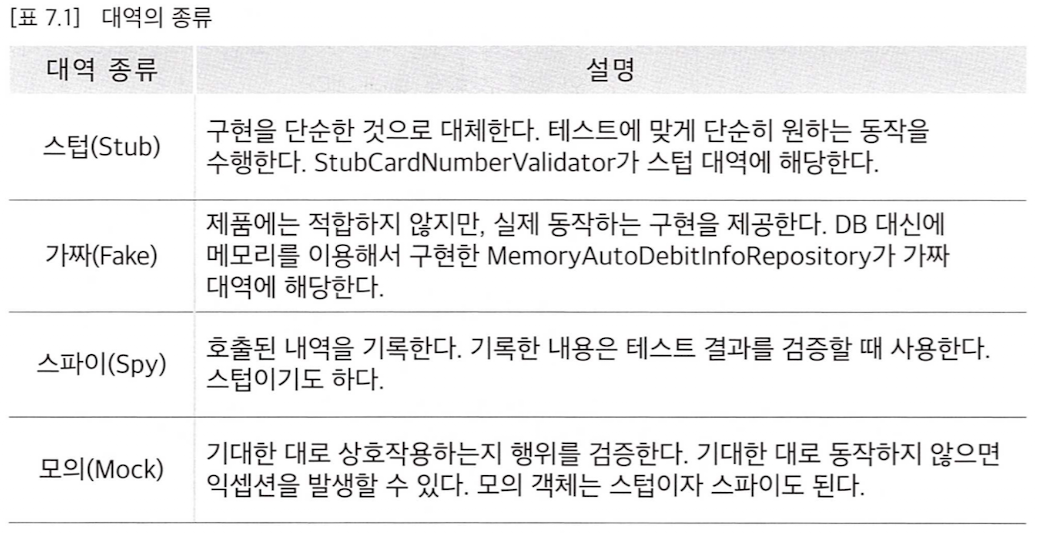 [표 7.1] 대역의 종류
대역 종류
설명
스텁(Stub)
구현을 단순한 것으로 대체한다. 테스트에 맞게 단순히 원하는 동작을
수행한다. StubCardNumberValidator가 스텁 대역에 해당한다.
가짜(Fake)
제품에는 적합하지 않지만, 실제 동작하는 구현을 제공한다. DB 대신에
메모리를 이용해서 구현한 MemoryAutoDebitInfoRepository가 가짜
대역에 해당한다.
스파이(Spy)
호출된 내역을 기록한다. 기록한 내용은 테스트 결과를 검증할 때 사용한다.
스텁이기도 하다.
모의(Mock)
기대한 대로 상호작용하는지 행위를 검증한다. 기대한 대로 동작하지 않으면
익셉션을 발생할 수 있다. 모의 객체는 스텁이자 스파이도 된다.